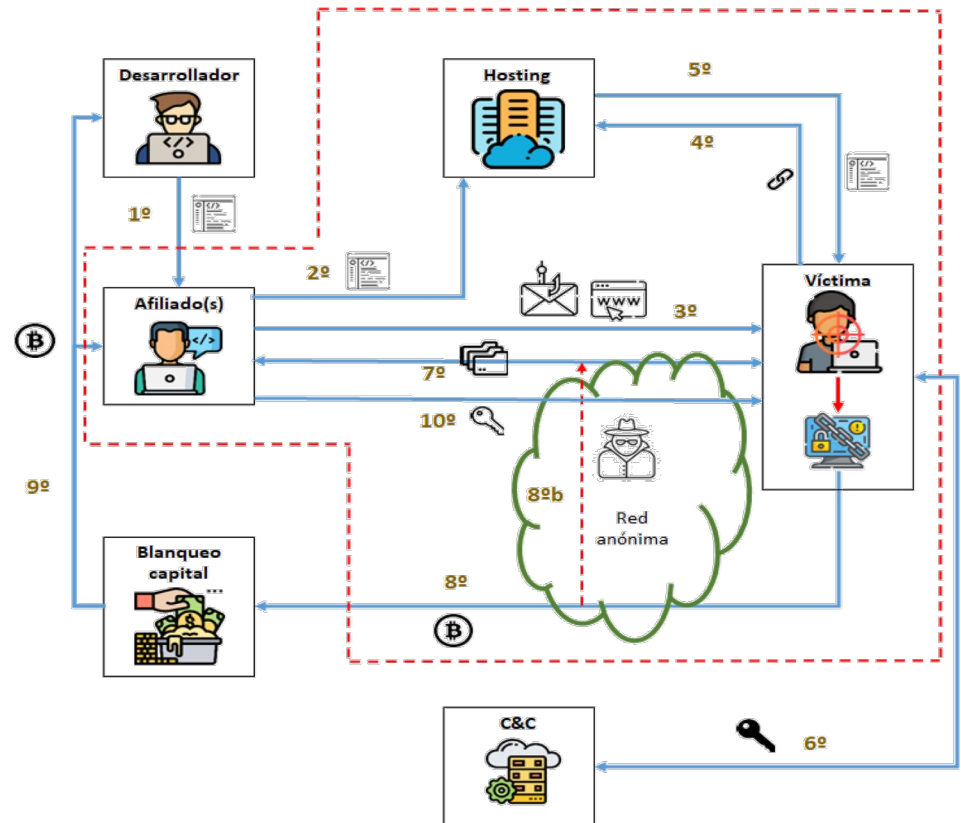 Desarrollador
Hosting
5º
4º
1º
2º
Afiliado(s)
Víctima
WWW
3º
7º
10º
9º
8ºb
Red
anónima
Blanqueo
capital
...
8º
C&C
6º